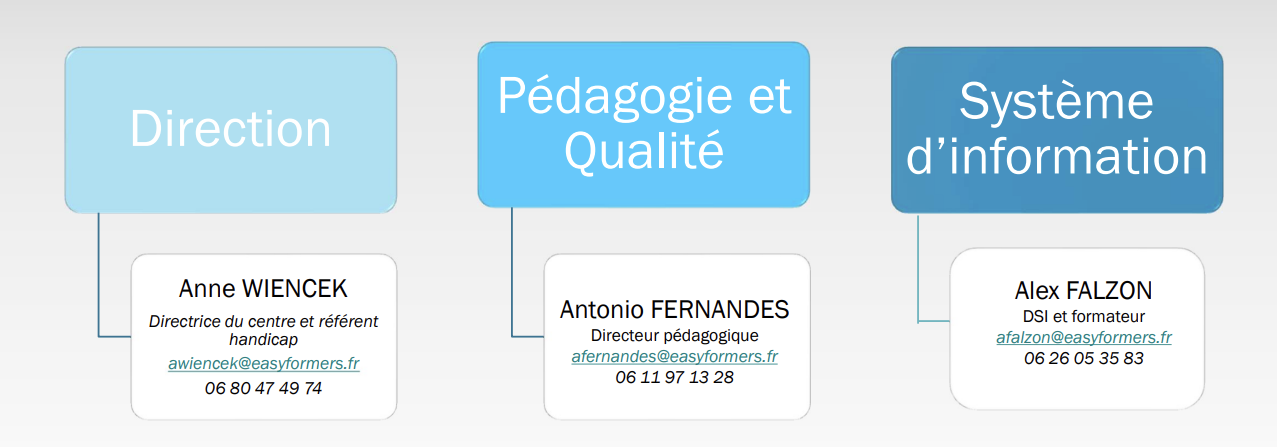 Direction
Pédagogie et
Qualité
Système
d’information
Anne WIENCEK
Directrice du centre et référent
handicap
awiencek@easyformers.fr
06 80 47 49 74
Antonio FERNANDES
Directeur pédagogique
afernandes@easyformers.fr
06 11 97 13 28
Alex FALZON
DSI et formateur
afalzon@easyformers.fr
06 26 05 35 83